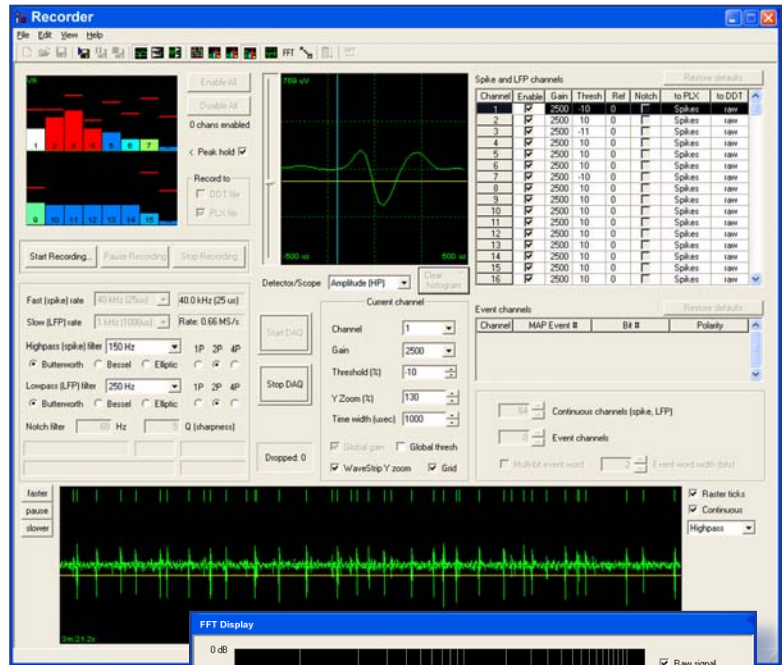 Recorder
File Edit View Help
FFT
Enable All
Disable All
0 chans enabled
< Peak hold
Record to
DDT file
PLX file
1 2 3 4 5 6 7
9 10 11 12 13 14 15
Start Recording... Pause Recording Stop Recording
769 uV
-500 us 600 us
Detector/Scope Amplitude (HP) Clear histogram
Spike and LFP channels Restore defaults
Channel Enable Gain Thresh Ref Notch to PLX to DDT
1 2500 -10 0 Spikes raw
2 2500 10 0 Spikes raw
3 2500 -11 0 Spikes raw
4 2500 10 0 Spikes raw
5 2500 10 0 Spikes raw
6 2500 10 0 Spikes raw
7 2500 -10 0 Spikes raw
8 2500 10 0 Spikes raw
9 2500 10 0 Spikes raw
10 2500 10 0 Spikes raw
11 2500 10 0 Spikes raw
12 2500 10 0 Spikes raw
13 2500 10 0 Spikes raw
14 2500 10 0 Spikes raw
15 2500 10 0 Spikes raw
16 2500 10 0 Spikes raw
Fast (spike) rate 40 kHz (25us) 40.0 kHz (25 us)
Slow (LFP) rate 1 kHz (1000us) Rate: 0.66 MS/s
Highpass (spike) filter 150 Hz 1P 2P 4P
Butterworth Bessel Elliptic
Lowpass (LFP) filter 250 Hz 1P 2P 4P
Butterworth Bessel Elliptic
Notch filter 60 Hz 5 Q (sharpness)
Start DAQ
Stop DAQ
Dropped: 0
Current channel
Channel 1
Gain 2500
Threshold (%) -10
Y Zoom (%) 130
Time width (usec) 1000
Global gain Global thresh
WaveStrip Y zoom Grid
Event channels Restore defaults
Channel MAP Event # Bit # Polarity
64 Continuous channels (spike, LFP)
0 Event channels
Multi-bit event word 2 Event word width (bits)
faster
pause
slower
Raster ticks
Continuous
Highpass
3m:21.2s
FFT Display
0 dB
Raw signal